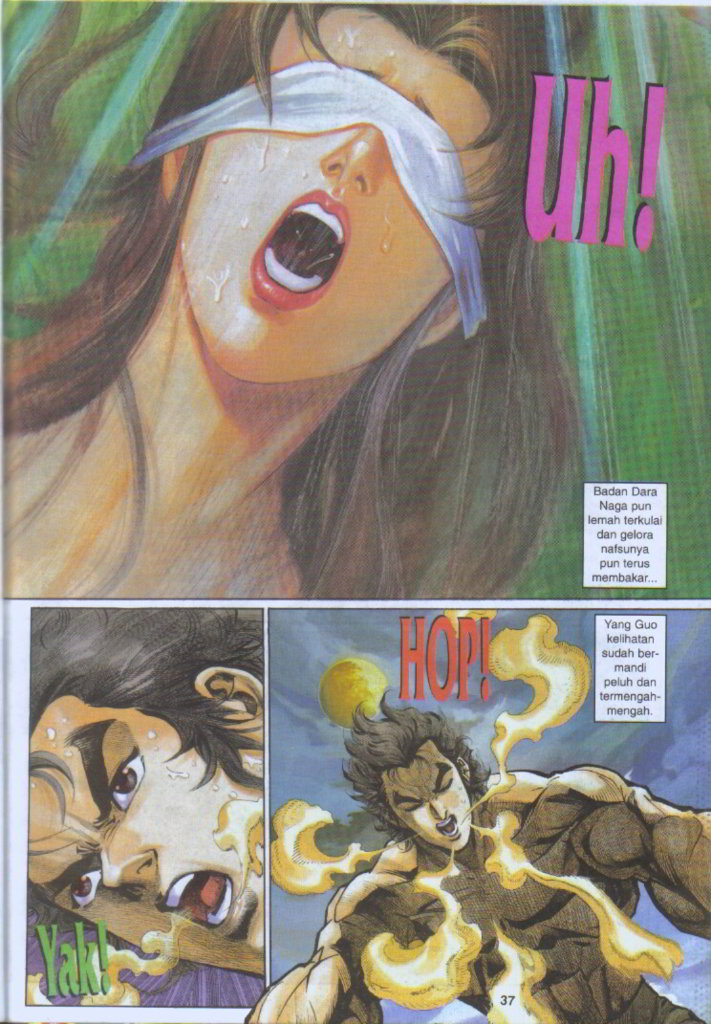 Uh!
Badan Dara
Naga pun
lemah terkulai
dan gelora
nafsunya
pun terus
membakar...
HOP!
Yang Guo
kelihatan
sudah ber-
mandi
peluh dan
termengah-
mengah.
Yak!
37